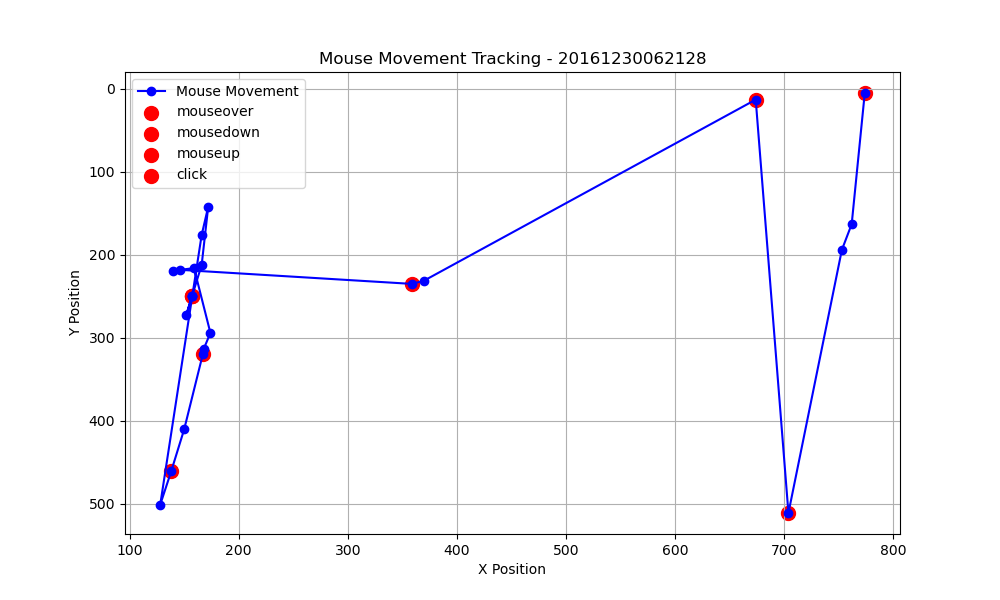 Mouse Movement Tracking - 20161230062128
Mouse Movement
mouseover
mousedown
mouseup
click
0
100
200
300
400
500
Y Position
100 200 300 400 500 600 700 800
X Position